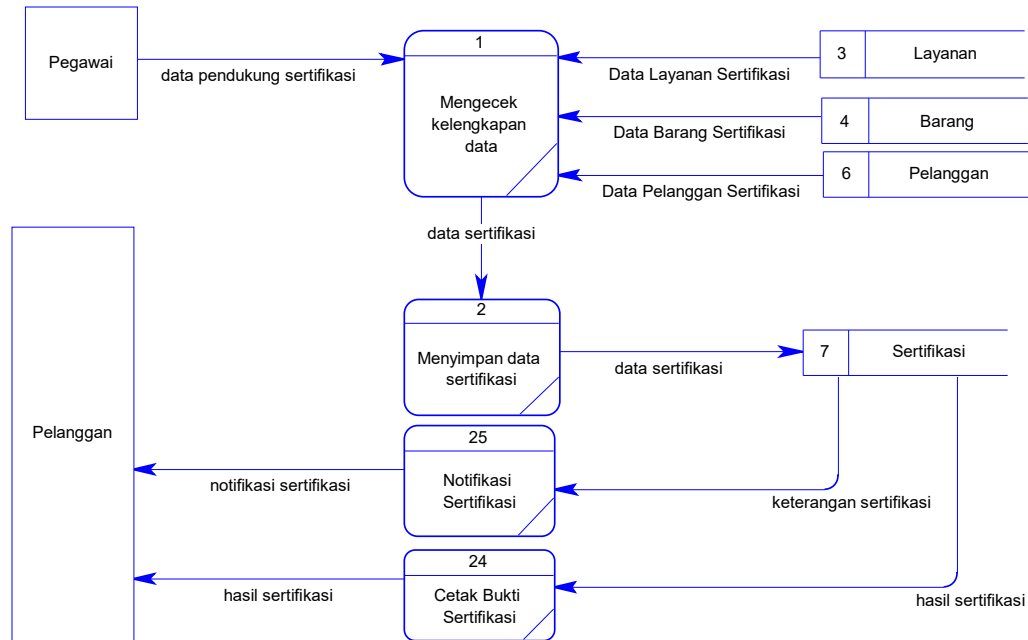 Pegawai
data pendukung sertifikasi
1
Mengecek
kelengkapan
data
3
Layanan
Data Layanan Sertifikasi
4
Barang
Data Barang Sertifikasi
6
Pelanggan
Data Pelanggan Sertifikasi
data sertifikasi
2
Menyimpan data
sertifikasi
data sertifikasi
7
Sertifikasi
Pelanggan
25
Notifikasi
Sertifikasi
notifikasi sertifikasi
keterangan sertifikasi
24
Cetak Bukti
Sertifikasi
hasil sertifikasi
hasil sertifikasi